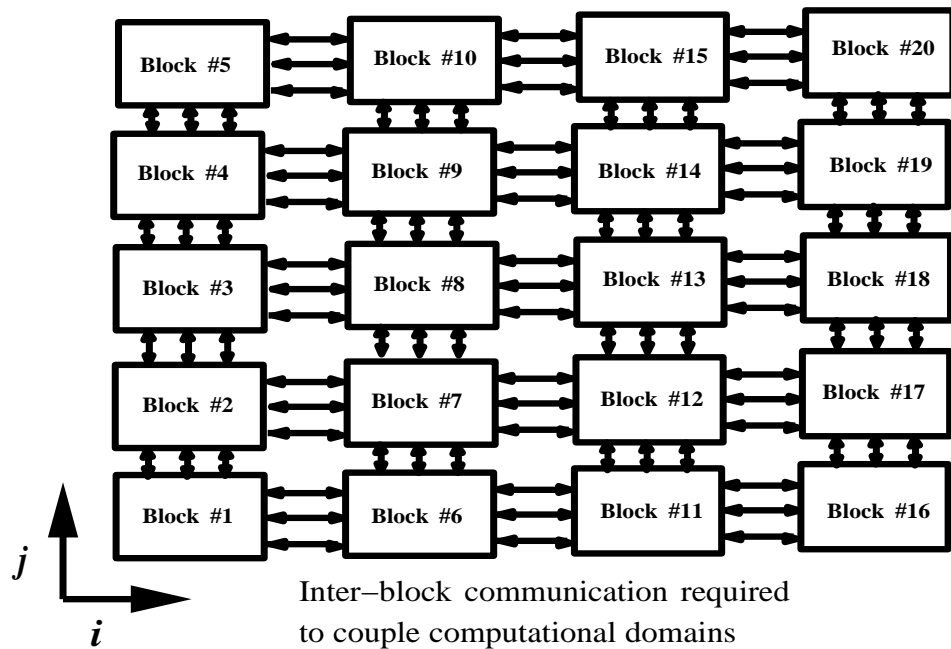 Block #5 Block #10 Block #15 Block #20
Block #4 Block #9 Block #14 Block #19
Block #3 Block #8 Block #13 Block #18
Block #2 Block #7 Block #12 Block #17
Block #1 Block #6 Block #11 Block #16
j
i
Inter–block communication required
to couple computational domains